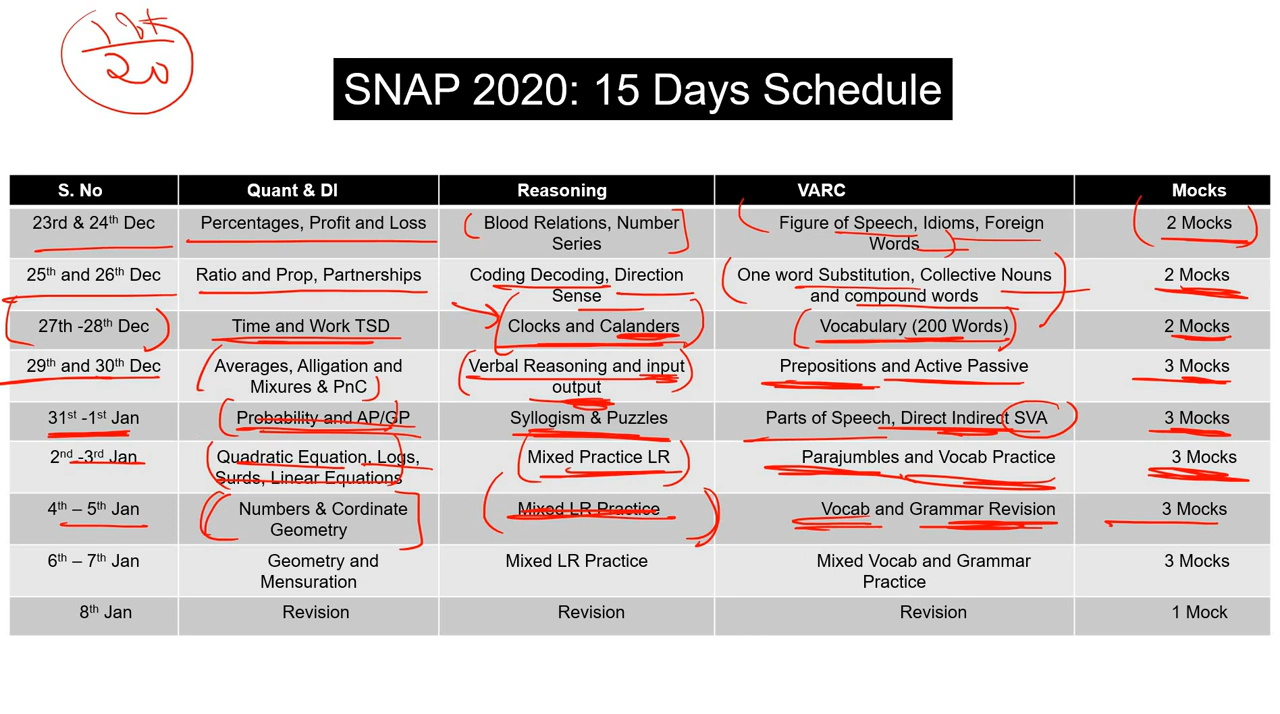 20
SNAP 2020: 15 Days Schedule
S. No Quant & DI Reasoning VARC Mocks
23rd & 24th Dec Percentages, Profit and Loss Blood Relations, Number Figure of Speech, Idioms, Foreign 2 Mocks
Series Words
25th and 26th Dec Ratio and Prop, Partnerships Coding Decoding, Direction One word Substitution, Collective Nouns 2 Mocks
Sense and compound words
27th -28th Dec Time and Work TSD Clocks and Calanders Vocabulary (200 Words) 2 Mocks
29th and 30th Dec Averages, Alligation and Verbal Reasoning and input Prepositions and Active Passive 3 Mocks
Mixures & PnC output
31st -1st Jan Probability and AP/GP Syllogism & Puzzles Parts of Speech, Direct Indirect SVA 3 Mocks
2nd -3rd Jan Quadratic Equation, Logs, Mixed Practice LR Parajumbles and Vocab Practice 3 Mocks
Surds, Linear Equations
4th – 5th Jan Numbers & Cordinate Mixed LR Practice Vocab and Grammar Revision 3 Mocks
Geometry
6th – 7th Jan Geometry and Mixed LR Practice Mixed Vocab and Grammar 3 Mocks
Mensuration Practice
8th Jan Revision Revision Revision 1 Mock